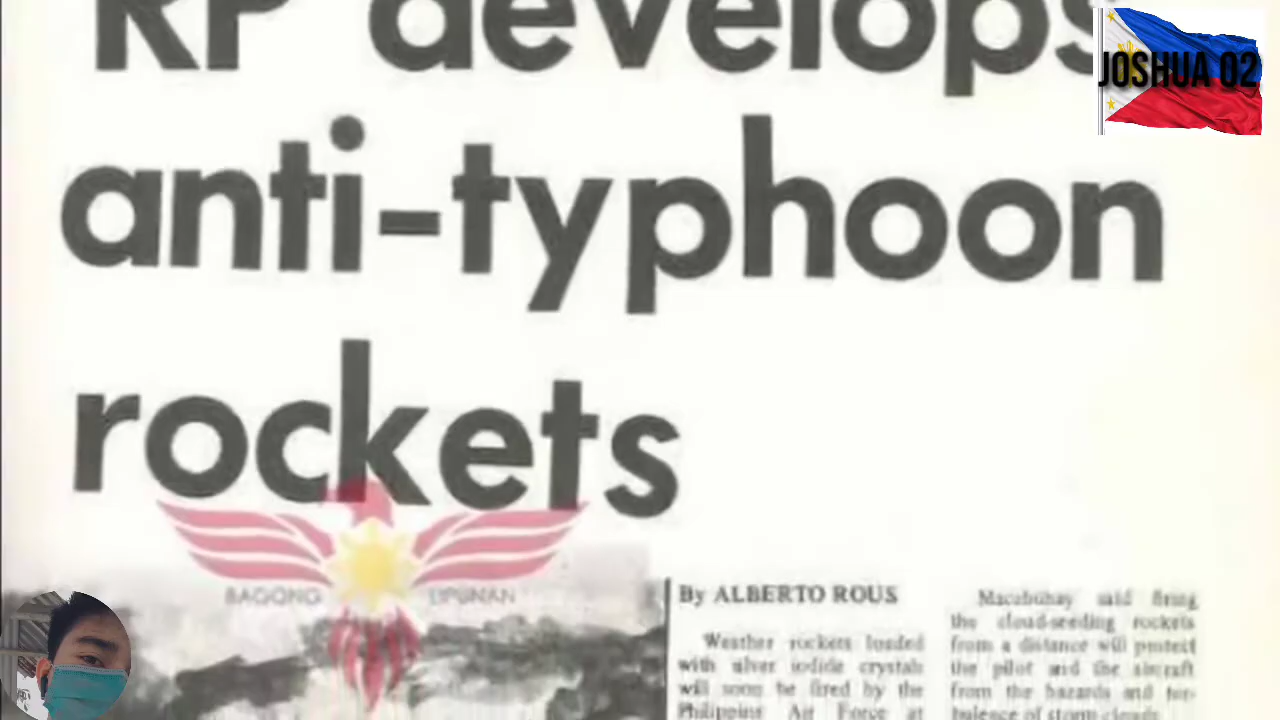 RP develops
JOSHUA 02
anti-typhoon
rockets
BAGONG LIPUNAN
By ALBERTO ROUS
Weather rockets loaded
with silver iodide crystals
will soon be fired by the
Philippine Air Force at
Macabuhay said firing
the cloud-seeding rockets
from a distance will protect
the pilot and the aircraft
from the hazards and tur-
bulence of storm clouds.